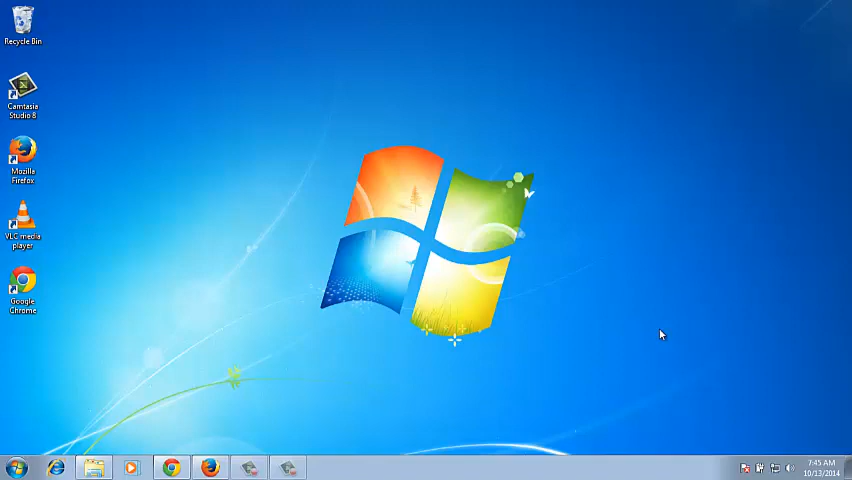 Recycle Bin
Camtasia
Studio 8
Mozilla
Firefox
VLC media
player
Google
Chrome
7:45 AM
10/13/2014